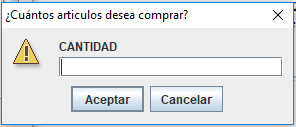 ¿Cuántos articulos desea comprar?
CANTIDAD
Aceptar
Cancelar